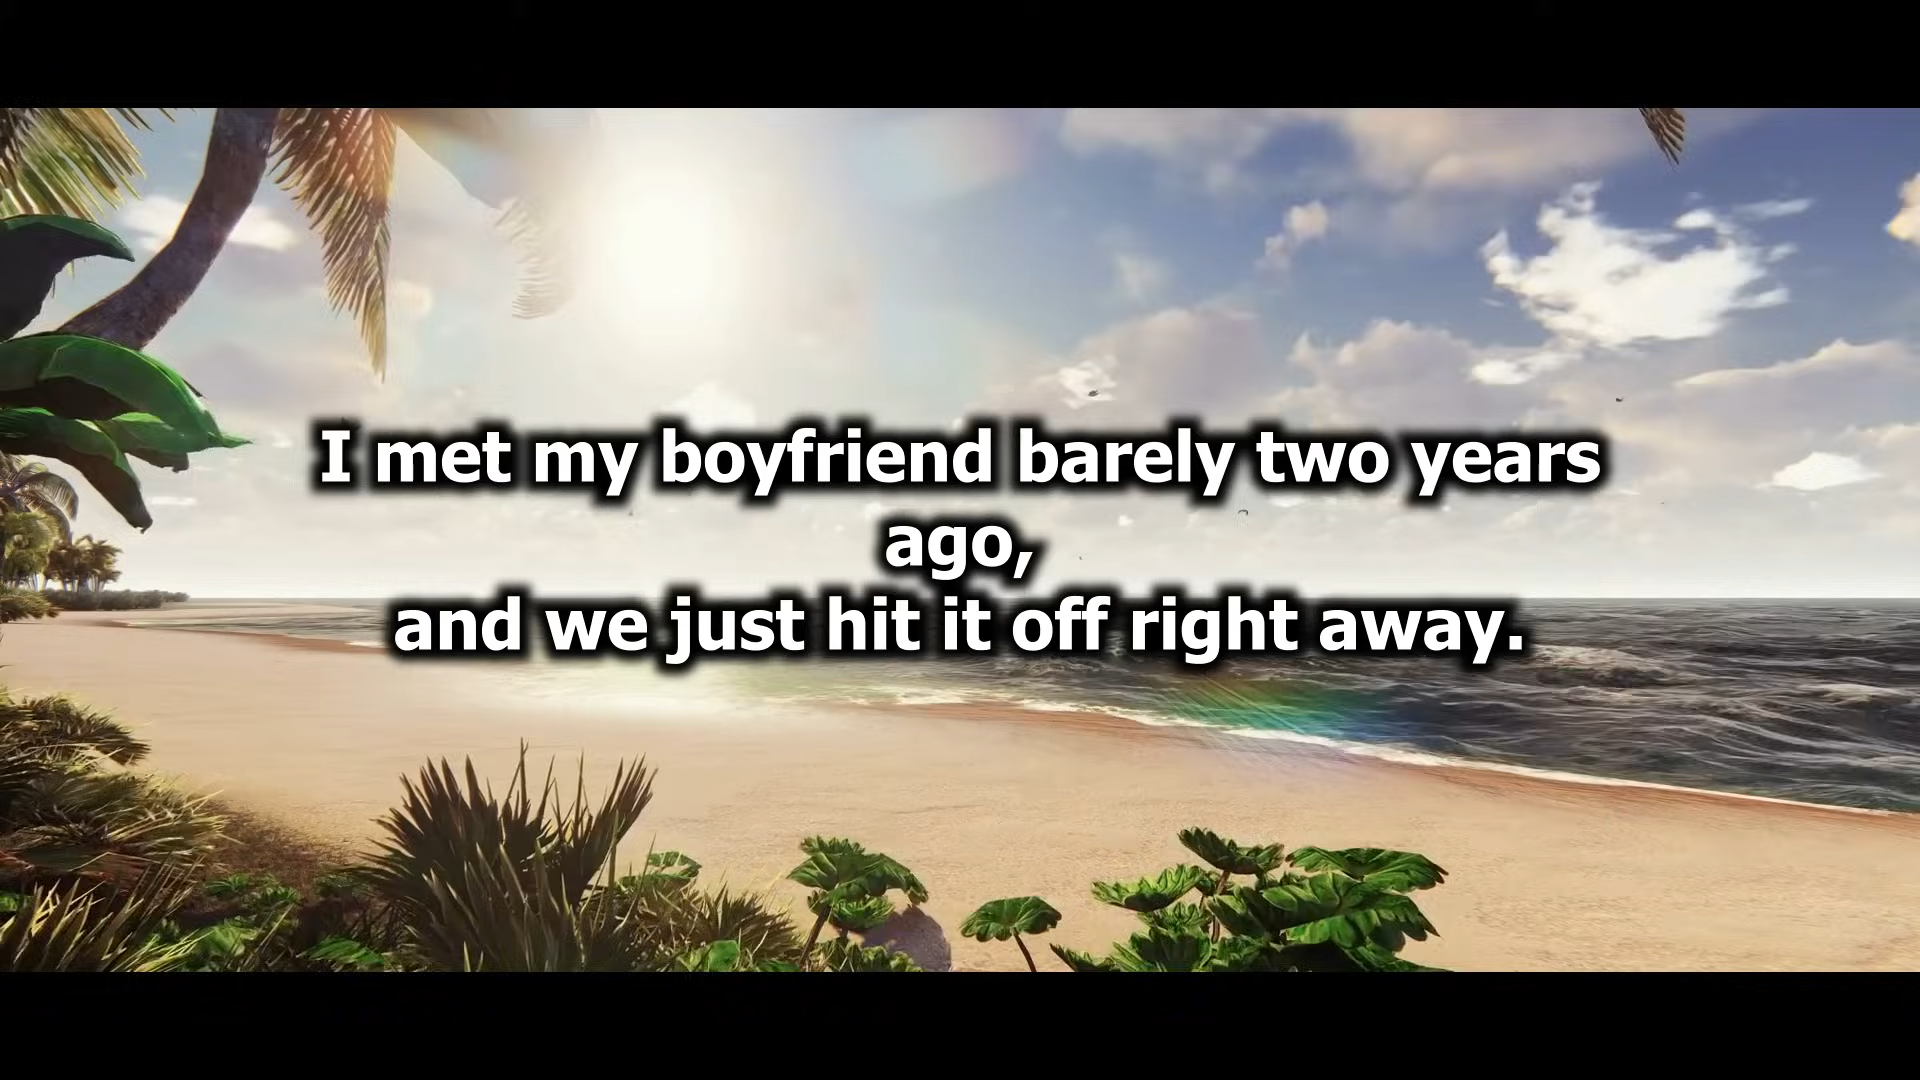 I met my boyfriend barely two years
ago,
and we just hit it off right away.